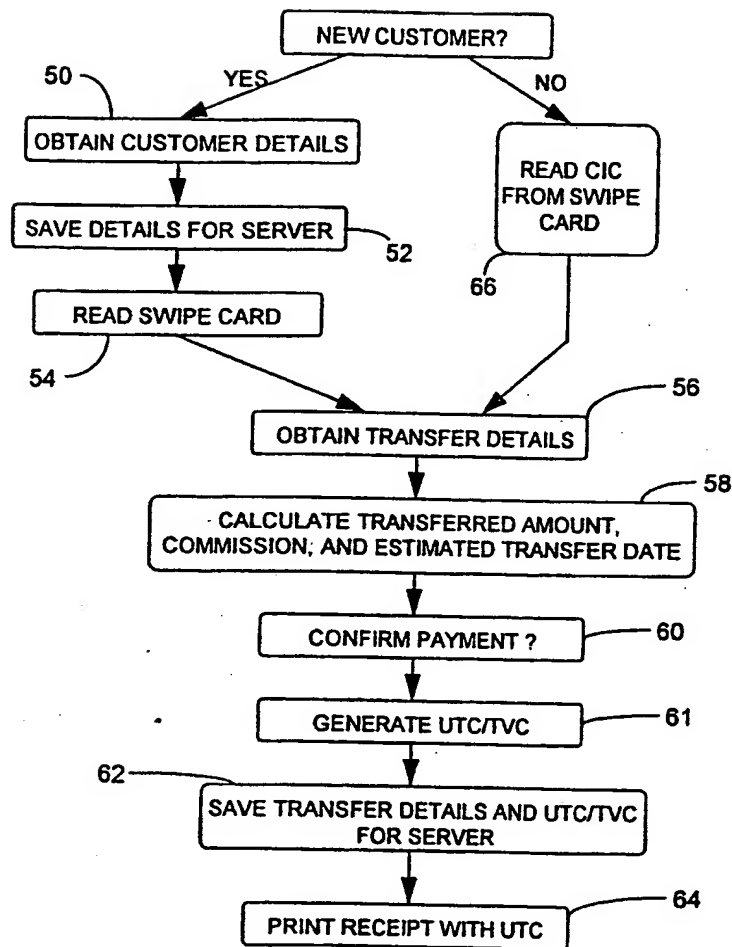 NEW CUSTOMER?
50
YES
NO
OBTAIN CUSTOMER DETAILS
READ CIC
FROM SWIPE
CARD
SAVE DETAILS FOR SERVER
52
66
READ SWIPE CARD
54
56
OBTAIN TRANSFER DETAILS
58
CALCULATE TRANSFERRED AMOUNT,
COMMISSION, AND ESTIMATED TRANSFER DATE
CONFIRM PAYMENT ?
60
GENERATE UTC/TVC
61
62
SAVE TRANSFER DETAILS AND UTC/TVC
FOR SERVER
64
PRINT RECEIPT WITH UTC